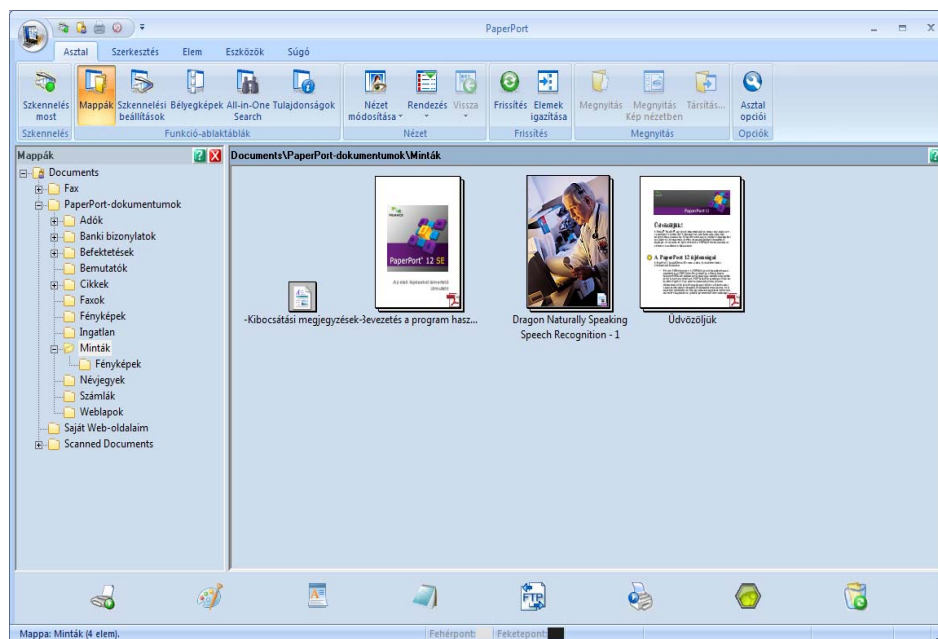 PaperPort
Asztal Szerkesztés Elem Eszközök Súgó
Szkennelés most
Mappák
Szkennelési beállítások
Bélyegképek
All-in-One Search
Tulajdonságok
Nézet módosítása
Rendezés
Vissza
Frissítés
Elemek igazítása
Megnyitás
Megnyitás Kép nézetben
Társítás...
Asztal opciói
Szkennelés Funkció-ablaktáblák Nézet Frissítés Megnyitás Opciók
Mappák
Documents\PaperPort-dokumentumok\Minták
Documents
Fax
PaperPort-dokumentumok
Adók
Banki bizonylatok
Befektetések
Bemutatók
Cikkek
Faxok
Fényképek
Ingatlan
Minták
Fényképek
Névjegyek
Számlák
Weblapok
Saját Web-oldalaim
Scanned Documents
PaperPort 12 SE
PaperPort 12
Üdvözöljük!
A PaperPort 12 újdonságai
-Kibocsátási megjegyzések-
Bevezetés a program hasz...
Dragon Naturally Speaking
Speech Recognition - 1
Üdvözöljük
FTP
Mappa: Minták (4 elem).
Fehérpont: Feketepont: